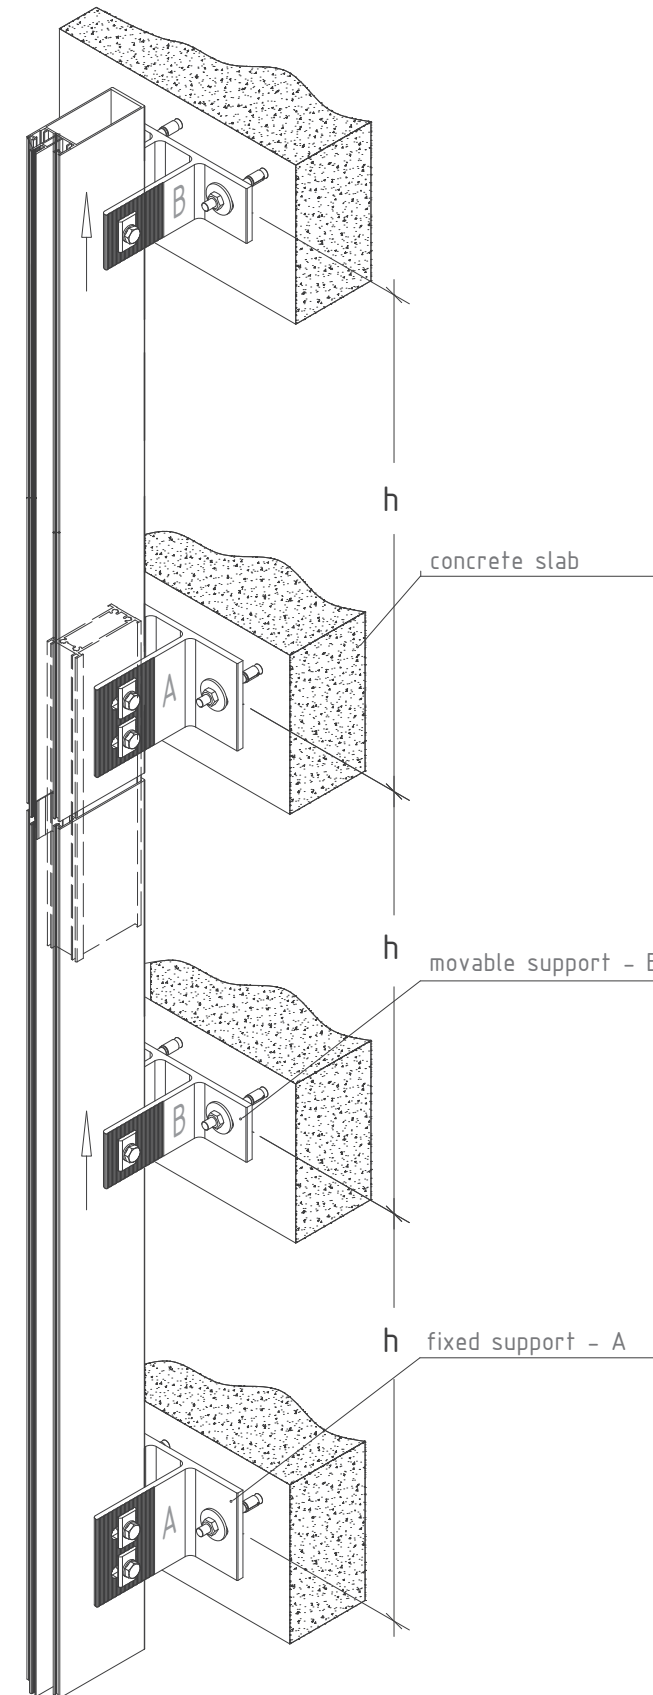 B
h
concrete slab
A
h
movable support - B
B
h
fixed support - A
A